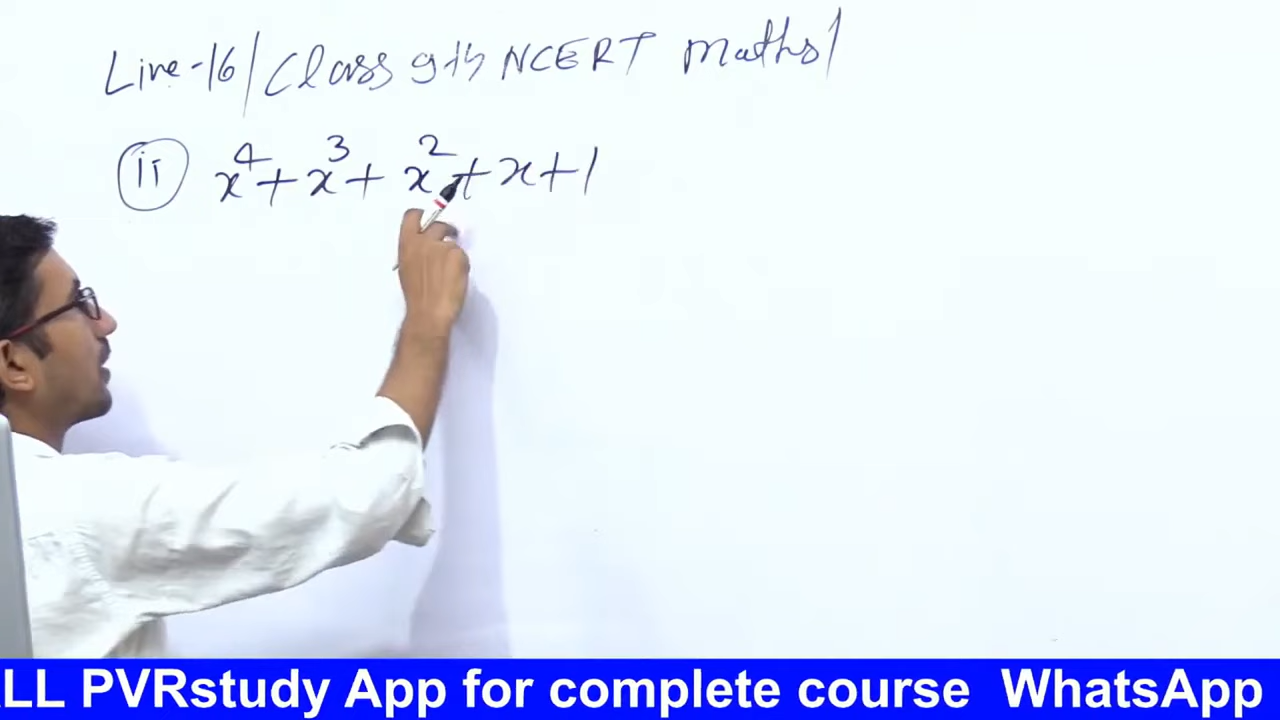 Live-16/Class 9th NCERT Maths/
ii x⁴+x³+x²+x+1
LL PVRstudy App for complete course WhatsApp